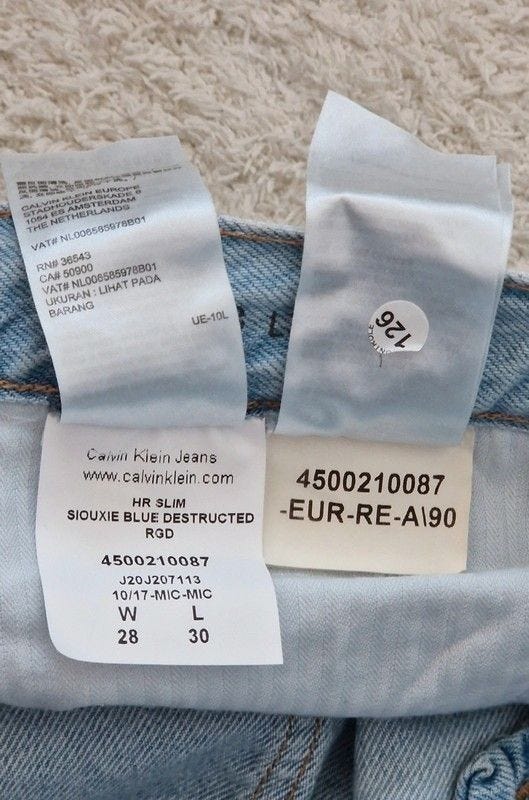 CALVIN KLEIN EUROPE
STADHOUDERSKADE 6
1054 ES AMSTERDAM
THE NETHERLANDS
VAT# NL006585978B01
RN# 36543
CA# 50900
VAT# NL006585978B01
UKURAN : LIHAT PADA
BARANG
UE-10L
126
Calvin Klein Jeans
www.calvinklein.com
HR SLIM
SIOUXIE BLUE DESTRUCTED
RGD
4500210087
J20J207113
10/17-MIC-MIC
W L
28 30
4500210087
-EUR-RE-A\90